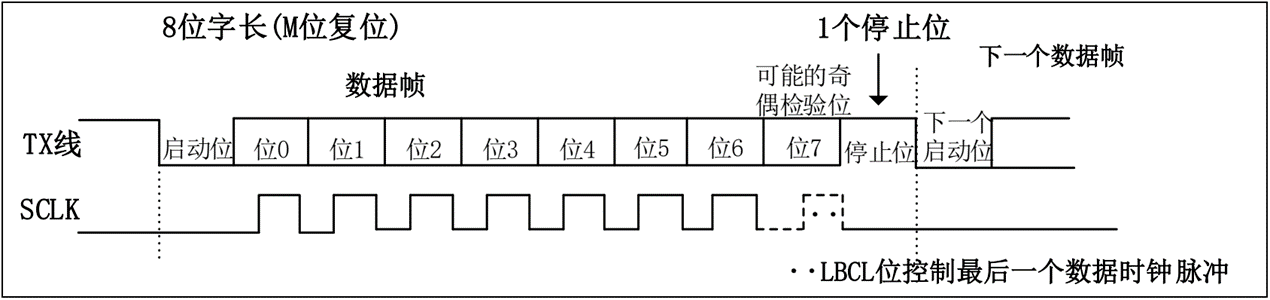 8位字长(M位复位)
1个停止位
下一个数据帧
数据帧
可能的奇
偶检验位
TX线
启动位
位0
位1
位2
位3
位4
位5
位6
位7
停止位
下一个
启动位
SCLK
··
··LBCL位控制最后一个数据时钟脉冲